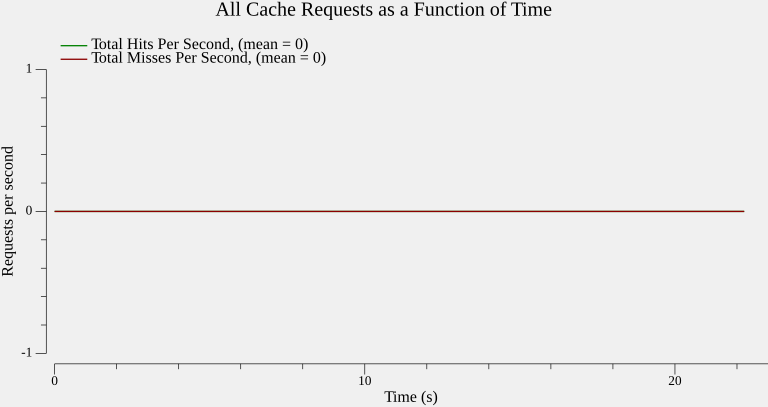 All Cache Requests as a Function of Time
Total Hits Per Second, (mean = 0)
Total Misses Per Second, (mean = 0)
1
0
-1
Requests per second
0 10 20
Time (s)